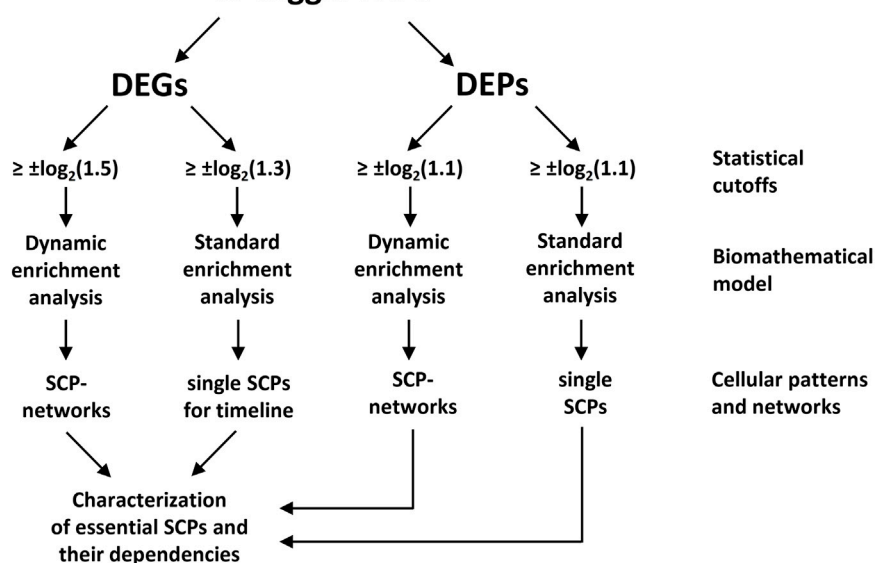 DEGs
DEPs
≥ ±log₂(1.5)
≥ ±log₂(1.3)
≥ ±log₂(1.1)
≥ ±log₂(1.1)
Statistical
cutoffs
Dynamic
enrichment
analysis
Standard
enrichment
analysis
Dynamic
enrichment
analysis
Standard
enrichment
analysis
Biomathematical
model
SCP-
networks
single SCPs
for timeline
SCP-
networks
single
SCPs
Cellular patterns
and networks
Characterization
of essential SCPs and
their dependencies